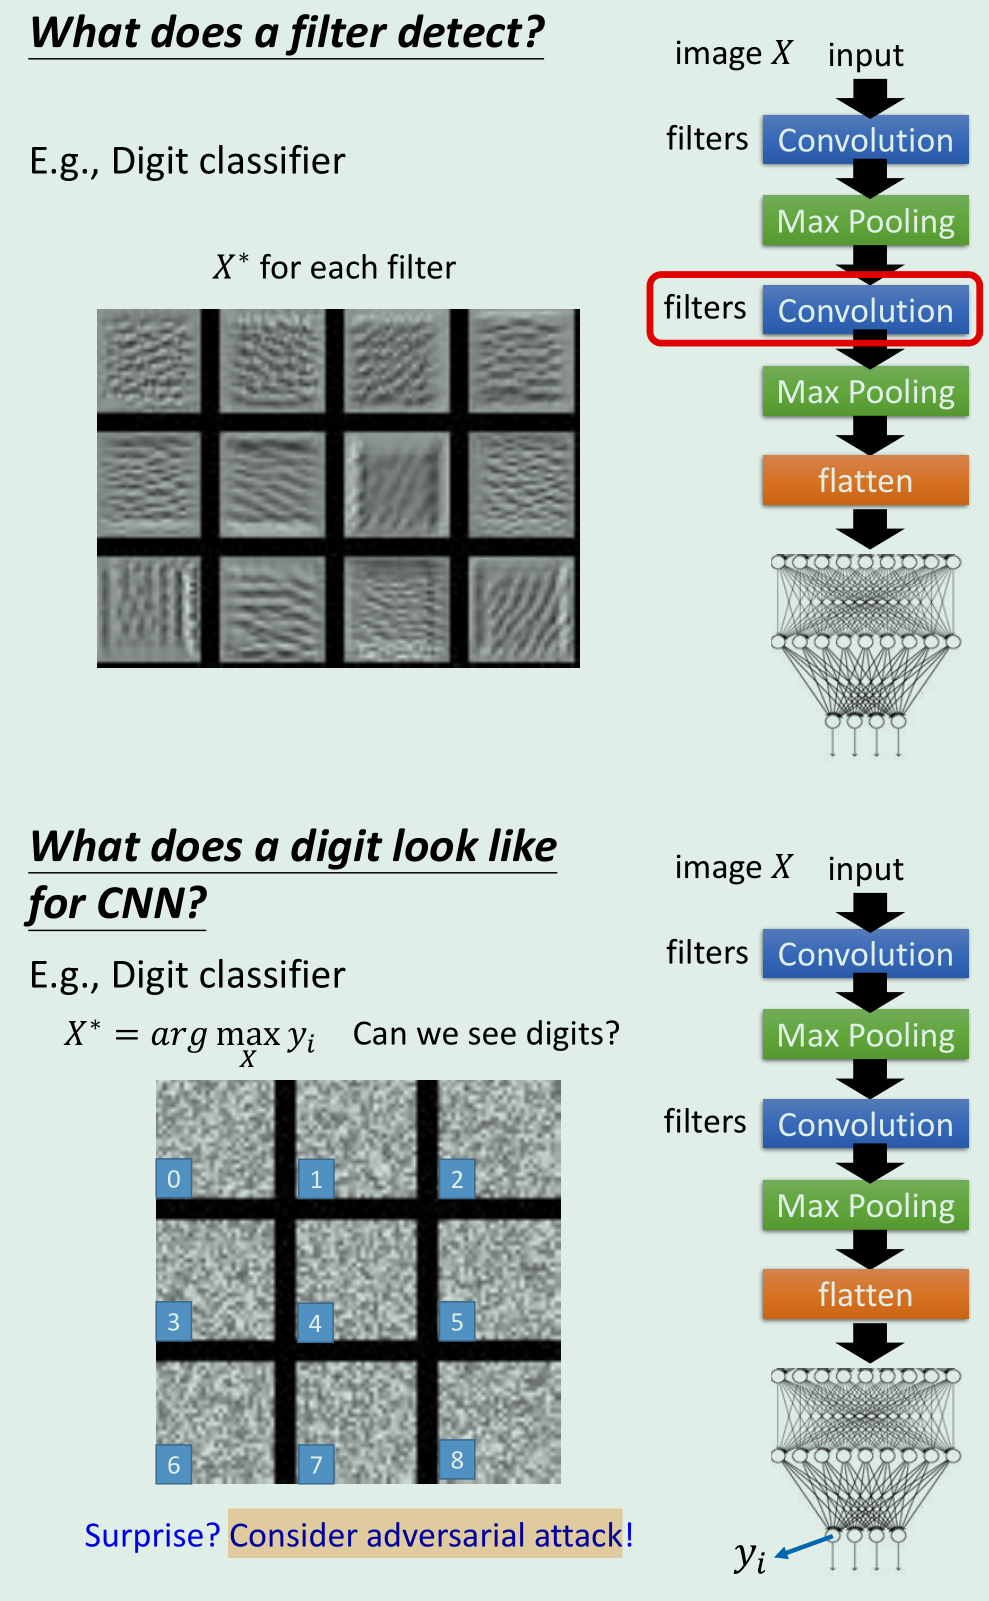 What does a filter detect?
E.g., Digit classifier
X* for each filter
image X input
filters Convolution
Max Pooling
filters Convolution
Max Pooling
flatten
What does a digit look like
for CNN?
E.g., Digit classifier
X* = arg max y_i Can we see digits?
X
0 1 2
3 4 5
6 7 8
Surprise? Consider adversarial attack!
image X input
filters Convolution
Max Pooling
filters Convolution
Max Pooling
flatten
y_i